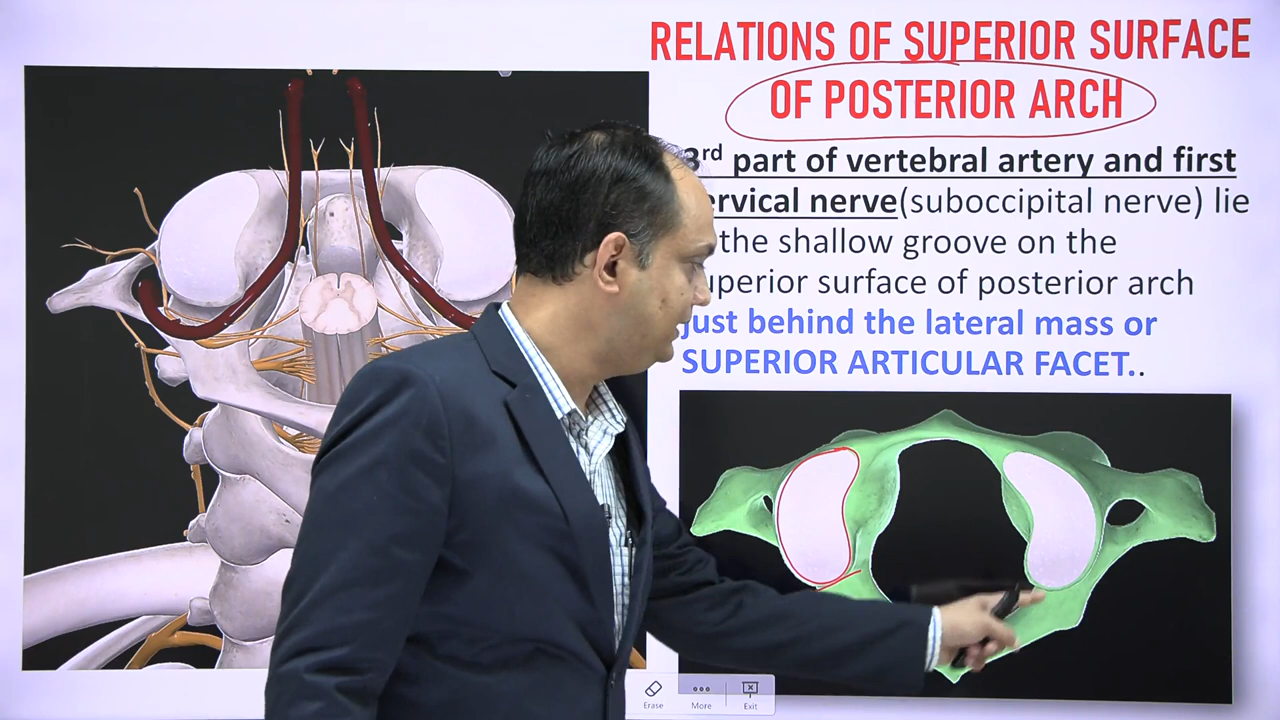 RELATIONS OF SUPERIOR SURFACE
OF POSTERIOR ARCH
3rd part of vertebral artery and first
ervical nerve(suboccipital nerve) lie
the shallow groove on the
uperior surface of posterior arch
just behind the lateral mass or
SUPERIOR ARTICULAR FACET..
Erase More Exit